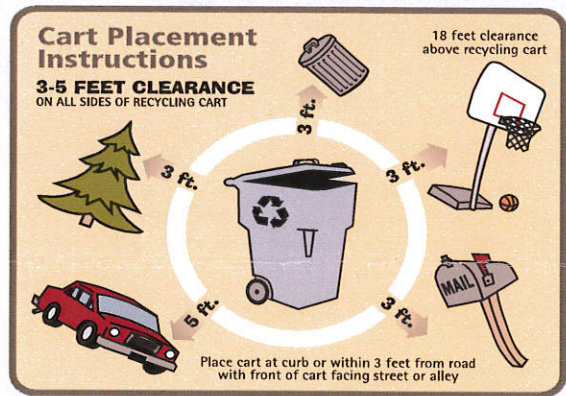 Cart Placement
Instructions
3-5 FEET CLEARANCE
ON ALL SIDES OF RECYCLING CART
18 feet clearance
above recycling cart
3 ft.
3 ft.
3 ft.
5 ft.
3 ft.
MAIL
Place cart at curb or within 3 feet from road
with front of cart facing street or alley